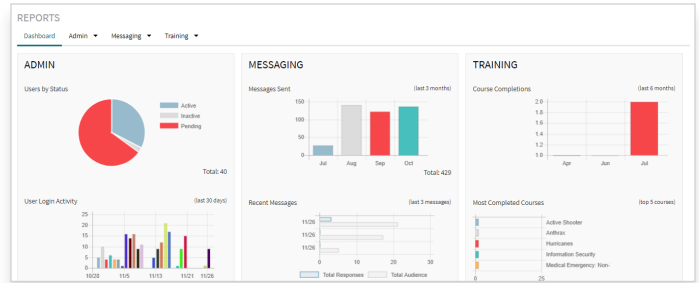 REPORTS
Dashboard Admin Messaging Training
ADMIN
Users by Status
Active
Inactive
Pending
Total: 40
User Login Activity (last 30 days)
25
20
15
10
5
0
10/28 11/5 11/13 11/21 11/26
MESSAGING
Messages Sent (last 3 months)
150
100
50
0
Jul Aug Sep Oct
Total: 429
Recent Messages (last 3 messages)
11/26
11/26
11/26
0 10 20 30
Total Responses Total Audience
TRAINING
Course Completions (last 6 months)
2.0
1.8
1.6
1.4
1.2
1.0
Apr Jun Jul
Most Completed Courses (top 5 courses)
Active Shooter
Anthrax
Hurricanes
Information Security
Medical Emergency: Non-
0 25